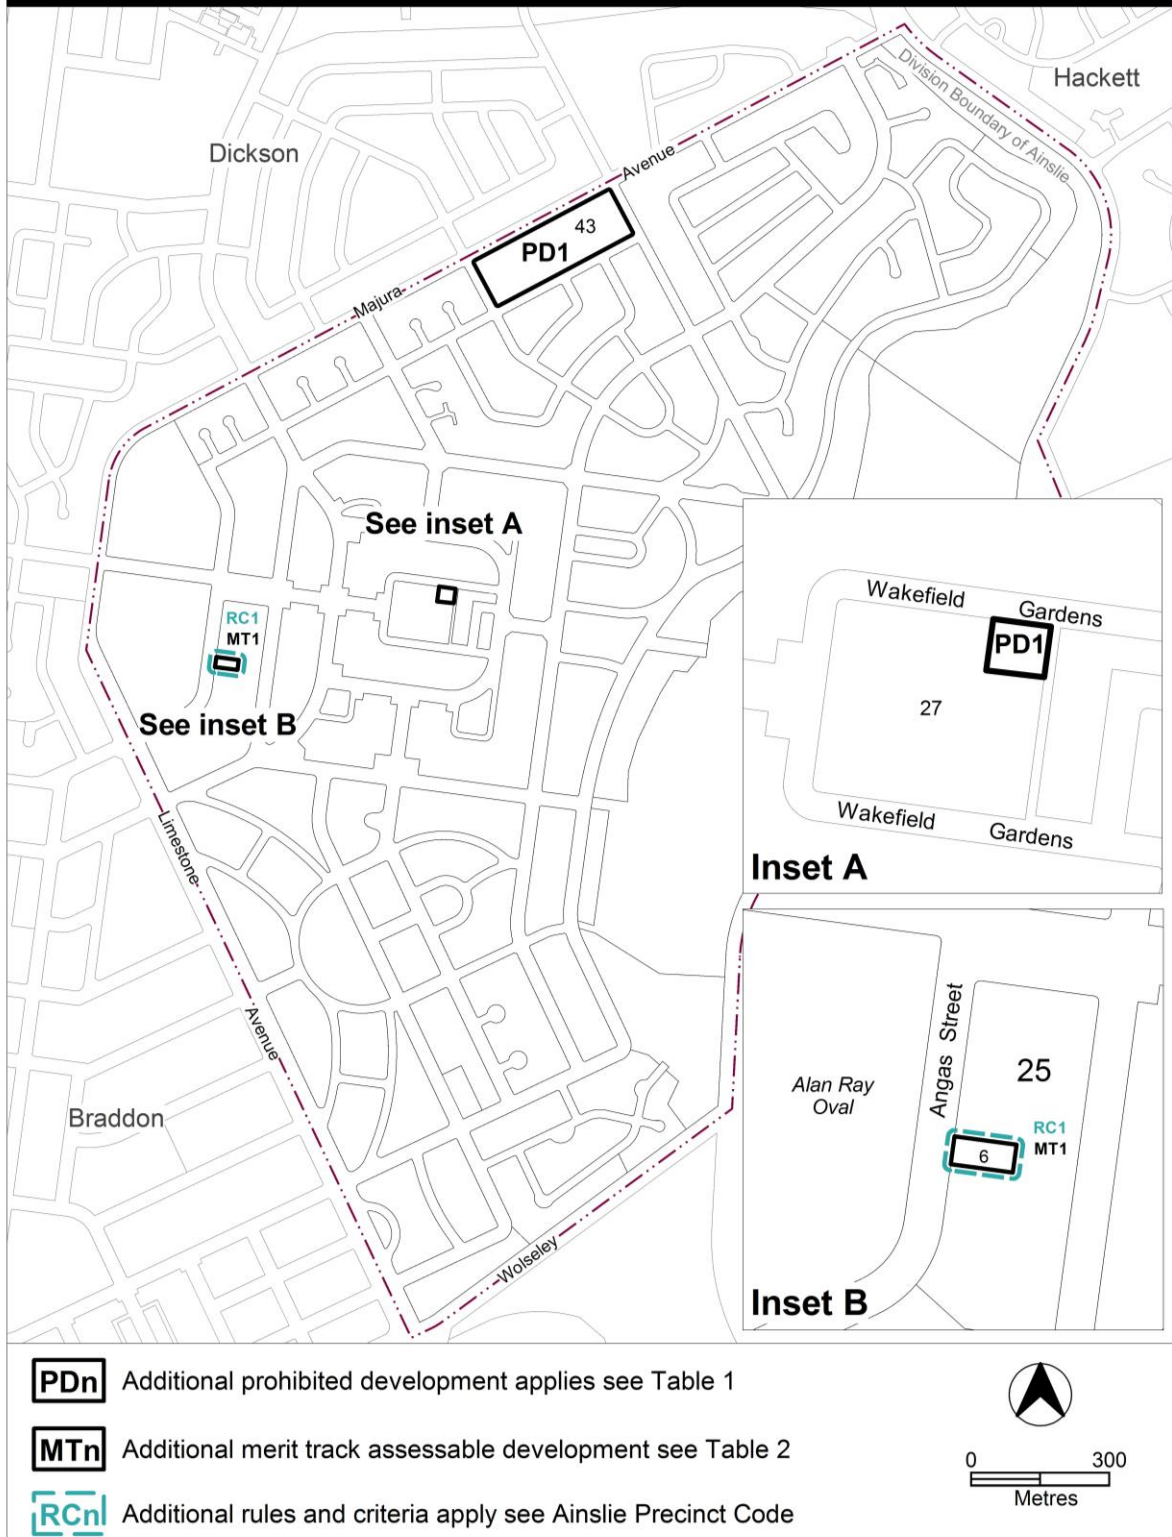 Hackett
Division Boundary of Ainslie
Dickson
Avenue
43
PD1
Majura
See inset A
RC1
MT1
See inset B
Limestone
Avenue
Braddon
Wolseley
Wakefield
Gardens
PD1
27
Wakefield
Gardens
Inset A
Angas Street
25
Alan Ray
Oval
RC1
MT1
6
Inset B
PDn Additional prohibited development applies see Table 1
MTn Additional merit track assessable development see Table 2
RCn Additional rules and criteria apply see Ainslie Precinct Code
0 300
Metres